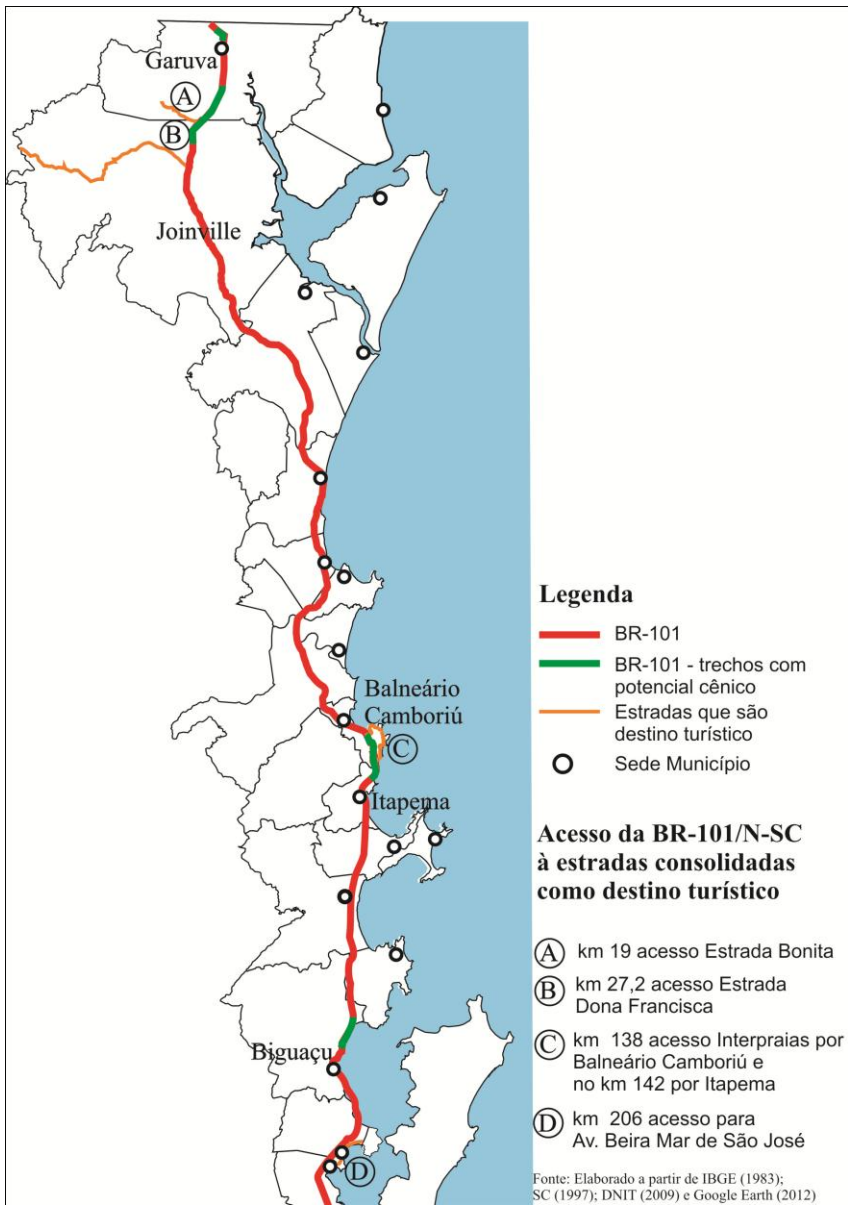 Garuva
A
B
Joinville
Balneário
Camboriú
C
Itapema
Biguaçu
D
Legenda
BR-101
BR-101 - trechos com
potencial cênico
Estradas que são
destino turístico
Sede Município
Acesso da BR-101/N-SC
à estradas consolidadas
como destino turístico
A km 19 acesso Estrada Bonita
B km 27,2 acesso Estrada
Dona Francisca
C km 138 acesso Interpraias por
Balneário Camboriú e
no km 142 por Itapema
D km 206 acesso para
Av. Beira Mar de São José
Fonte: Elaborado a partir de IBGE (1983);
SC (1997); DNIT (2009) e Google Earth (2012)